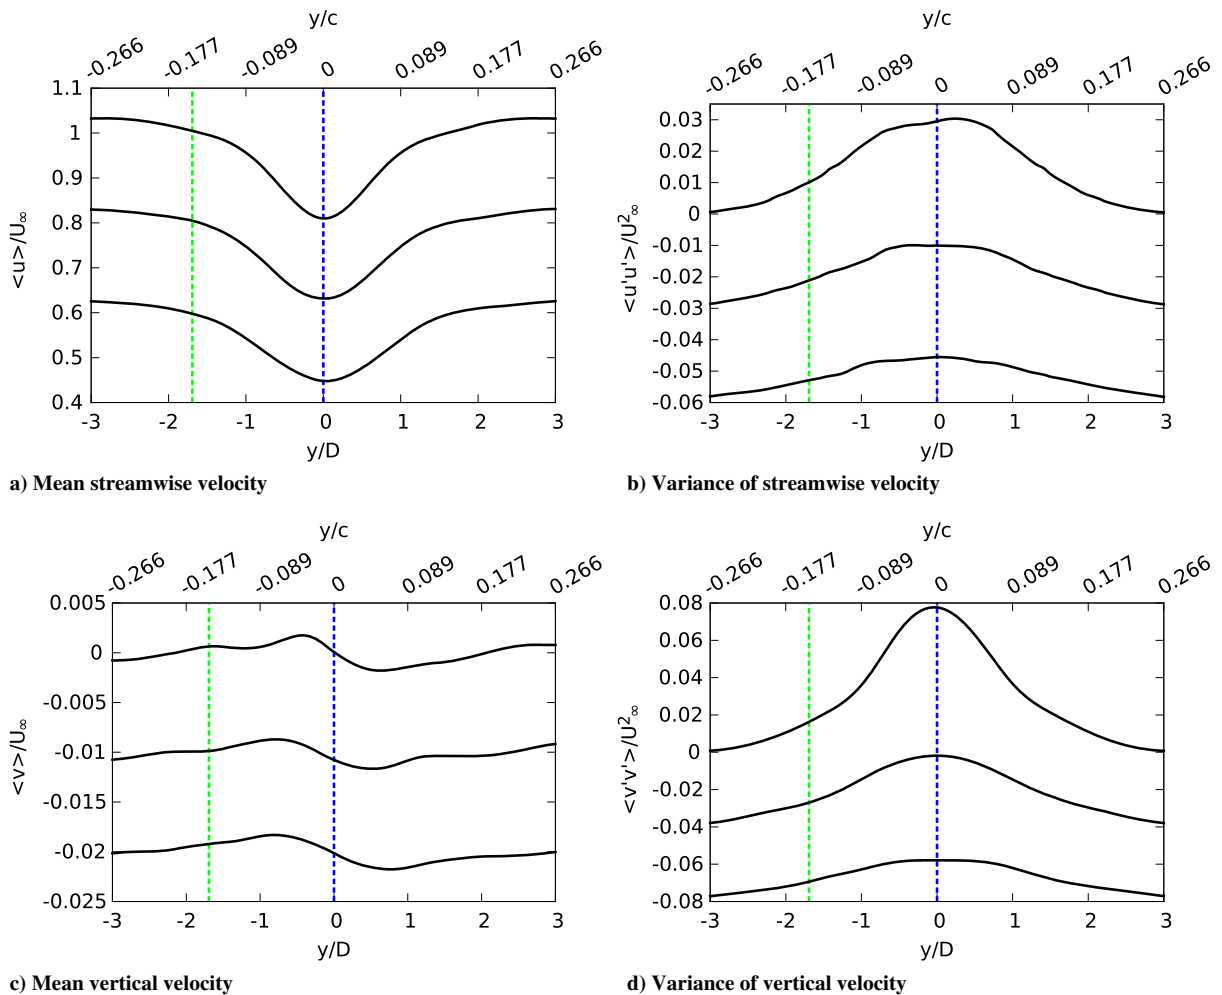 y/c
-0.266 -0.177 -0.089 0 0.089 0.177 0.266
1.1
1
0.9
0.8
0.7
0.6
0.5
0.4
<u>/U∞
-3 -2 -1 0 1 2 3
y/D
a) Mean streamwise velocity
y/c
-0.266 -0.177 -0.089 0 0.089 0.177 0.266
0.03
0.02
0.01
0
-0.01
-0.02
-0.03
-0.04
-0.05
-0.06
<u'u'>/U²∞
-3 -2 -1 0 1 2 3
y/D
b) Variance of streamwise velocity
y/c
-0.266 -0.177 -0.089 0 0.089 0.177 0.266
0.005
0
-0.005
-0.01
-0.015
-0.02
-0.025
<v>/U∞
-3 -2 -1 0 1 2 3
y/D
c) Mean vertical velocity
y/c
-0.266 -0.177 -0.089 0 0.089 0.177 0.266
0.08
0.06
0.04
0.02
0
-0.02
-0.04
-0.06
-0.08
<v'v'>/U²∞
-3 -2 -1 0 1 2 3
y/D
d) Variance of vertical velocity